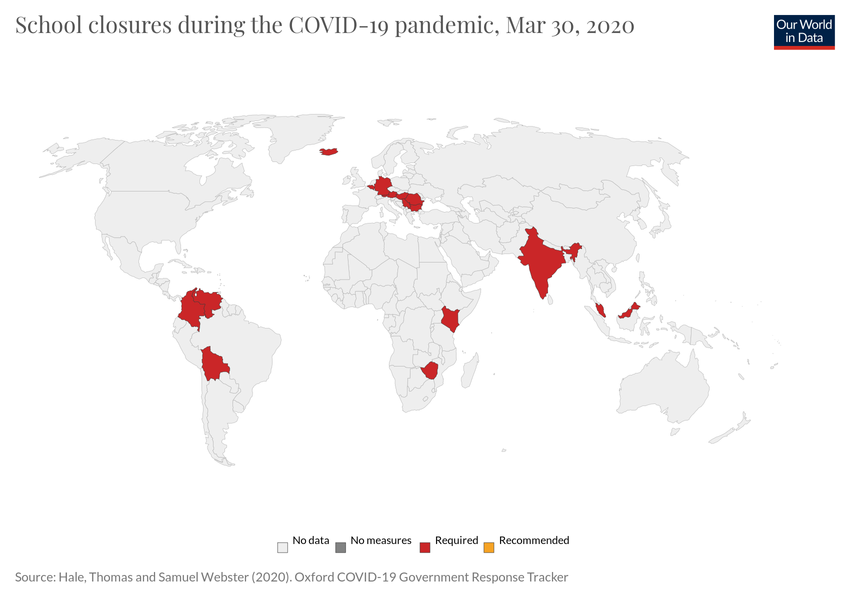 School closures during the COVID-19 pandemic, Mar 30, 2020
Our World
in Data
No data
No measures
Required
Recommended
Source: Hale, Thomas and Samuel Webster (2020). Oxford COVID-19 Government Response Tracker